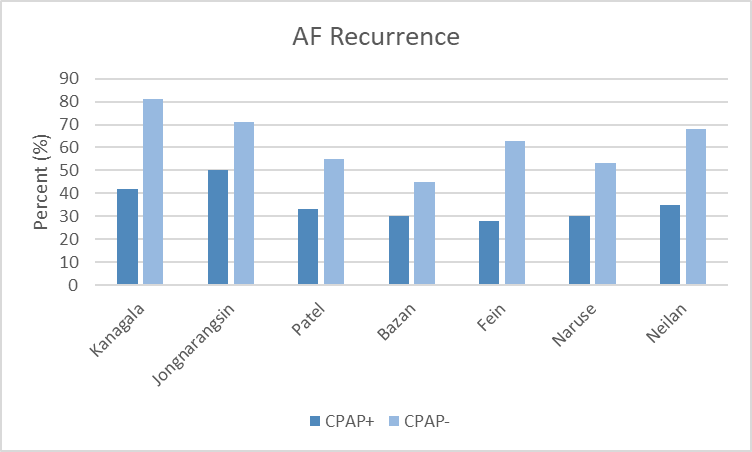 AF Recurrence
Percent (%)
90
80
70
60
50
40
30
20
10
0
Kanagala
Jongnarangsin
Patel
Bazan
Fein
Naruse
Neilan
CPAP+ CPAP-